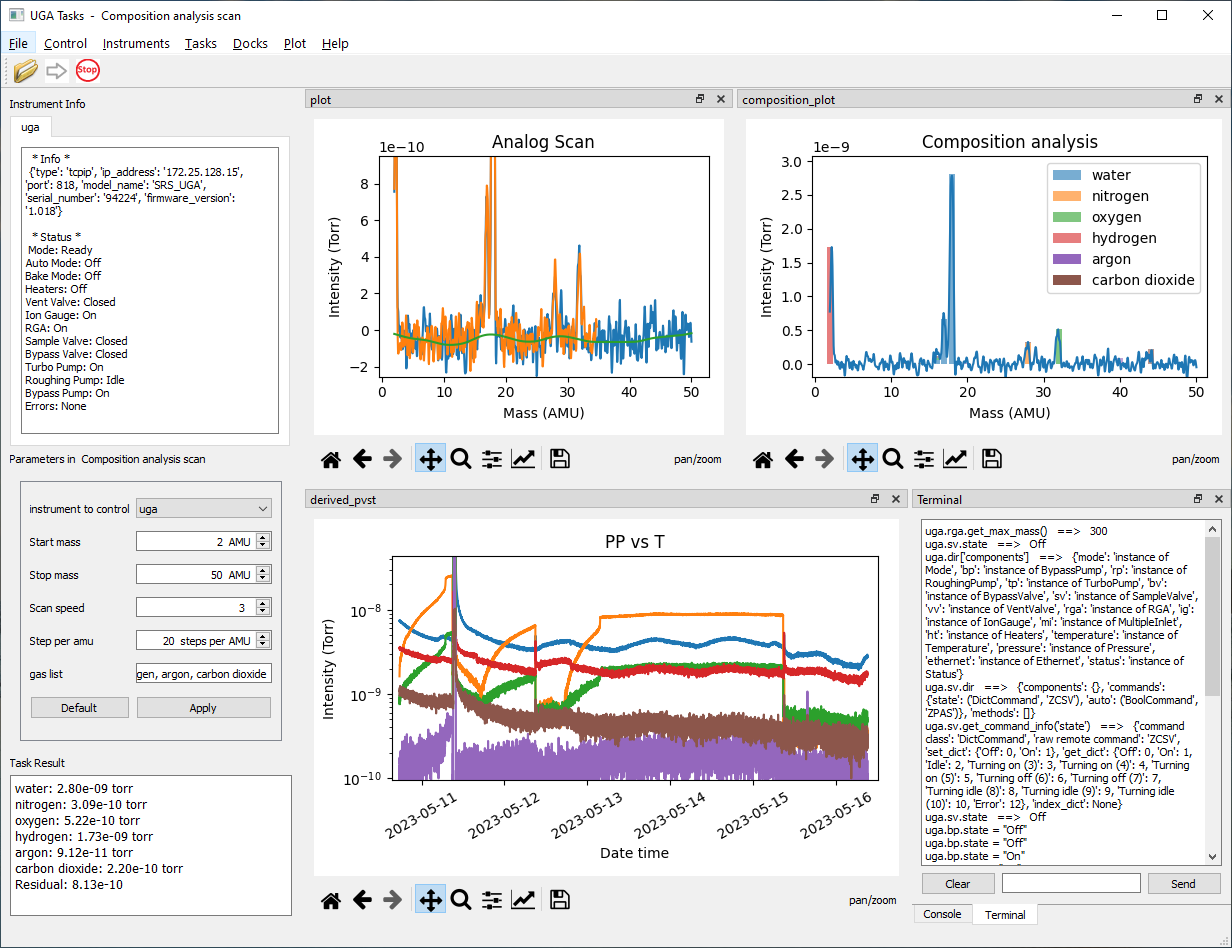 UGA Tasks - Composition analysis scan
File Control Instruments Tasks Docks Plot Help
Stop
Instrument Info
uga
* Info *
{'type': 'tcpip', 'ip_address': '172.25.128.15',
'port': 818, 'model_name': 'SRS_UGA',
'serial_number': '94224', 'firmware_version':
'1.018'}
* Status *
Mode: Ready
Auto Mode: Off
Bake Mode: Off
Heaters: Off
Vent Valve: Closed
Ion Gauge: On
RGA: On
Sample Valve: Closed
Bypass Valve: Closed
Turbo Pump: On
Roughing Pump: Idle
Bypass Pump: On
Errors: None
Parameters in Composition analysis scan
instrument to control uga
Start mass 2 AMU
Stop mass 50 AMU
Scan speed 3
Step per amu 20 steps per AMU
gas list gen, argon, carbon dioxide
Default Apply
Task Result
water: 2.80e-09 torr
nitrogen: 3.09e-10 torr
oxygen: 5.22e-10 torr
hydrogen: 1.73e-09 torr
argon: 9.12e-11 torr
carbon dioxide: 2.20e-10 torr
Residual: 8.13e-10
plot
Analog Scan
1e−10
8
6
4
2
0
−2
Intensity (Torr)
0 10 20 30 40 50
Mass (AMU)
pan/zoom
composition_plot
Composition analysis
1e−9
3.0
2.5
2.0
1.5
1.0
0.5
0.0
Intensity (Torr)
water
nitrogen
oxygen
hydrogen
argon
carbon dioxide
0 10 20 30 40 50
Mass (AMU)
pan/zoom
derived_pvst
PP vs T
10−8
10−9
10−10
Intensity (Torr)
2023-05-11 2023-05-12 2023-05-13 2023-05-14 2023-05-15 2023-05-16
Date time
pan/zoom
Terminal
uga.rga.get_max_mass() ==> 300
uga.sv.state ==> Off
uga.dir['components'] ==> {'mode': 'instance of
Mode', 'bp': 'instance of BypassPump', 'rp': 'instance of
RoughingPump', 'tp': 'instance of TurboPump', 'bv':
'instance of BypassValve', 'sv': 'instance of SampleValve',
'vv': 'instance of VentValve', 'rga': 'instance of RGA', 'ig':
'instance of IonGauge', 'mi': 'instance of MultipleInlet',
'ht': 'instance of Heaters', 'temperature': 'instance of
Temperature', 'pressure': 'instance of Pressure',
'ethernet': 'instance of Ethernet', 'status': 'instance of
Status'}
uga.sv.dir ==> {'components': {}, 'commands':
{'state': ('DictCommand', 'ZCSV'), 'auto': ('BoolCommand',
'ZPAS')}, 'methods': []}
uga.sv.get_command_info('state') ==> {'command
class': 'DictCommand', 'raw remote command': 'ZCSV',
'set_dict': {'Off': 0, 'On': 1}, 'get_dict': {'Off': 0, 'On': 1,
'Idle': 2, 'Turning on (3)': 3, 'Turning on (4)': 4, 'Turning
on (5)': 5, 'Turning off (6)': 6, 'Turning off (7)': 7,
'Turning idle (8)': 8, 'Turning idle (9)': 9, 'Turning idle
(10)': 10, 'Error': 12}, 'index_dict': None}
uga.sv.state ==> Off
uga.bp.state = "Off"
uga.bp.state = "Off"
uga.bp.state = "On"
Clear Send
Console Terminal